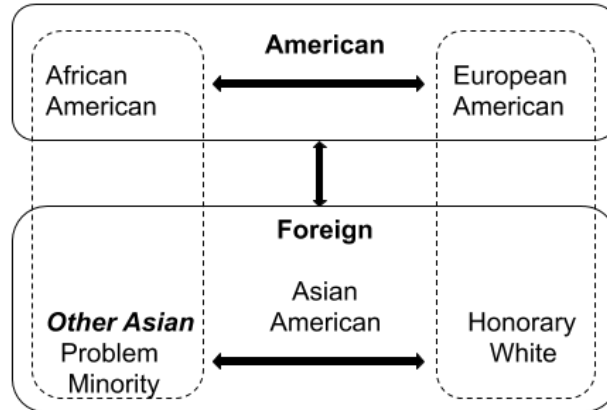 American
African
American
European
American
Foreign
Asian
American
Other Asian
Problem
Minority
Honorary
White